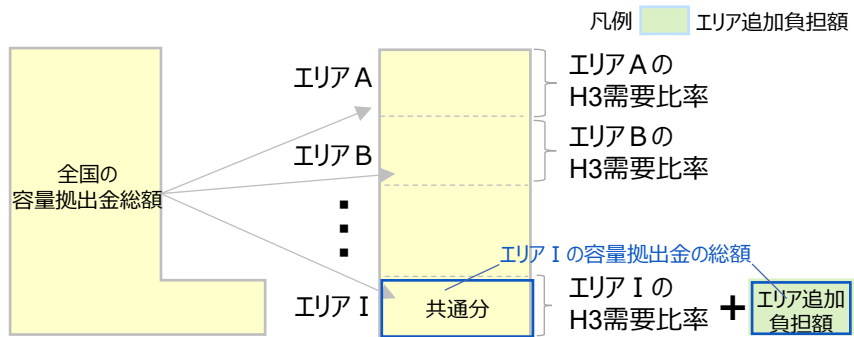 凡例 エリア追加負担額
全国の
容量拠出金総額
エリアA
エリアAの
H3需要比率
エリアB
エリアBの
H3需要比率
エリアⅠの容量拠出金の総額
エリアⅠ
共通分
エリアⅠの
H3需要比率
+
エリア追加
負担額